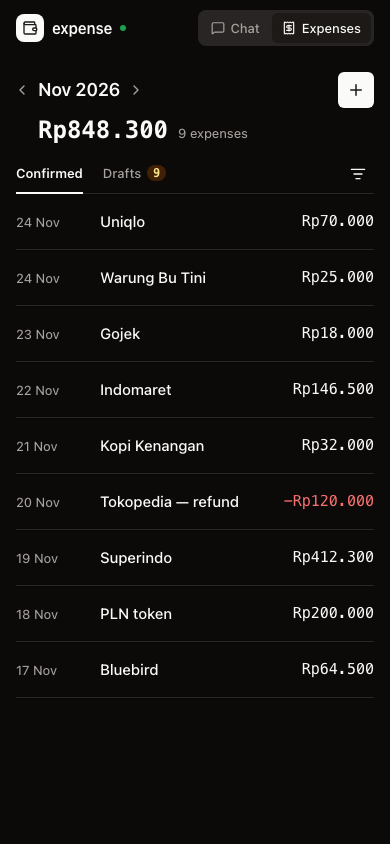 expense
Chat
Expenses
Nov 2026
Rp848.300 9 expenses
Confirmed
Drafts 9
24 Nov Uniqlo Rp70.000
24 Nov Warung Bu Tini Rp25.000
23 Nov Gojek Rp18.000
22 Nov Indomaret Rp146.500
21 Nov Kopi Kenangan Rp32.000
20 Nov Tokopedia — refund −Rp120.000
19 Nov Superindo Rp412.300
18 Nov PLN token Rp200.000
17 Nov Bluebird Rp64.500